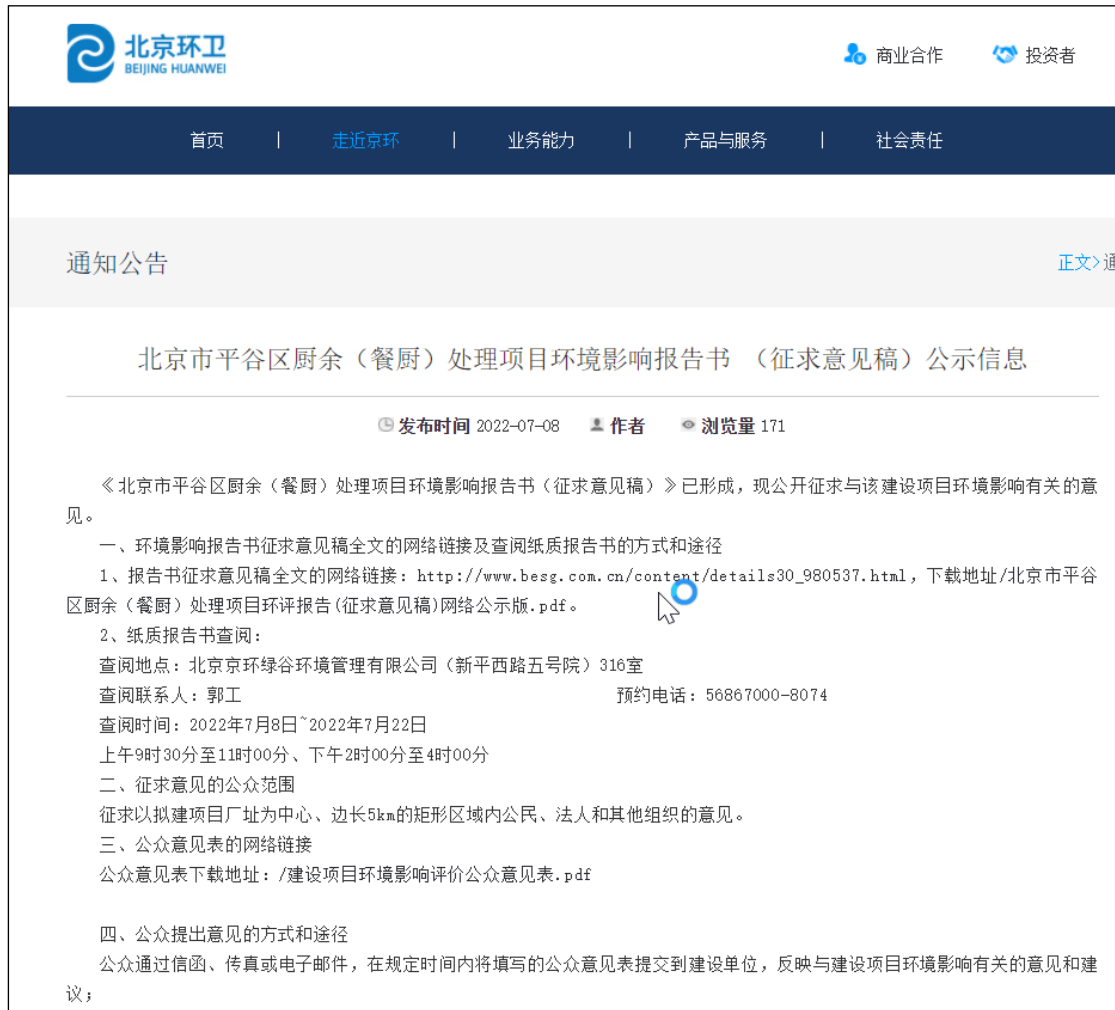 北京环卫
BEIJING HUANWEI
商业合作
投资者
首页 | 走近京环 | 业务能力 | 产品与服务 | 社会责任
通知公告
正文>通
北京市平谷区厨余（餐厨）处理项目环境影响报告书 （征求意见稿）公示信息
发布时间 2022-07-08 作者 浏览量 171
《北京市平谷区厨余（餐厨）处理项目环境影响报告书（征求意见稿）》已形成，现公开征求与该建设项目环境影响有关的意
见。
一、环境影响报告书征求意见稿全文的网络链接及查阅纸质报告书的方式和途径
1、报告书征求意见稿全文的网络链接：http://www.besg.com.cn/content/details30_980537.html，下载地址/北京市平谷
区厨余（餐厨）处理项目环评报告(征求意见稿)网络公示版.pdf。
2、纸质报告书查阅：
查阅地点：北京京环绿谷环境管理有限公司（新平西路五号院）316室
查阅联系人：郭工 预约电话：56867000-8074
查阅时间：2022年7月8日~2022年7月22日
上午9时30分至11时00分、下午2时00分至4时00分
二、征求意见的公众范围
征求以拟建项目厂址为中心、边长5km的矩形区域内公民、法人和其他组织的意见。
三、公众意见表的网络链接
公众意见表下载地址：/建设项目环境影响评价公众意见表.pdf
四、公众提出意见的方式和途径
公众通过信函、传真或电子邮件，在规定时间内将填写的公众意见表提交到建设单位，反映与建设项目环境影响有关的意见和建
议；